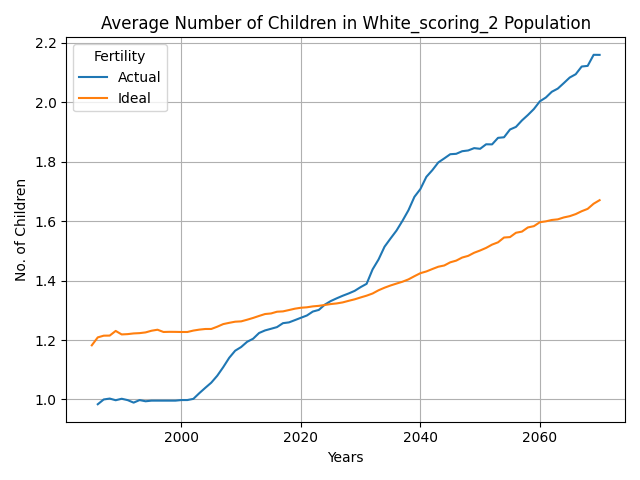 Average Number of Children in White_scoring_2 Population
Fertility
Actual
Ideal
No. of Children
2.2
2.0
1.8
1.6
1.4
1.2
1.0
2000 2020 2040 2060
Years